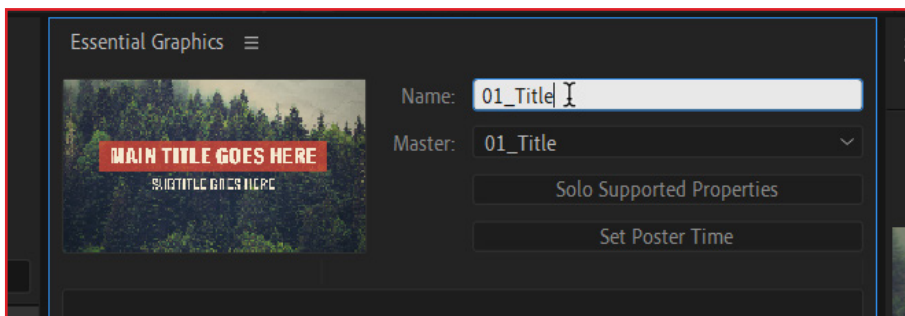 Essential Graphics
Name: 01_Title
Master: 01_Title
MAIN TITLE GOES HERE
SUBTITLE GOES HERE
Solo Supported Properties
Set Poster Time